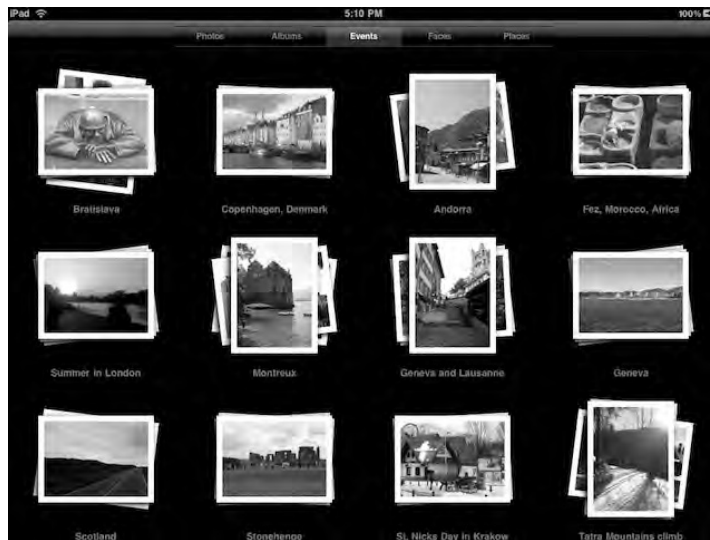 iPad 5:10 PM 100%
Photos Albums Events Faces Places
Bratislava Copenhagen, Denmark Andorra Fez, Morocco, Africa
Summer in London Montreux Geneva and Lausanne Geneva
Scotland Stonehenge St. Nicks Day in Krakow Tatra Mountains climb